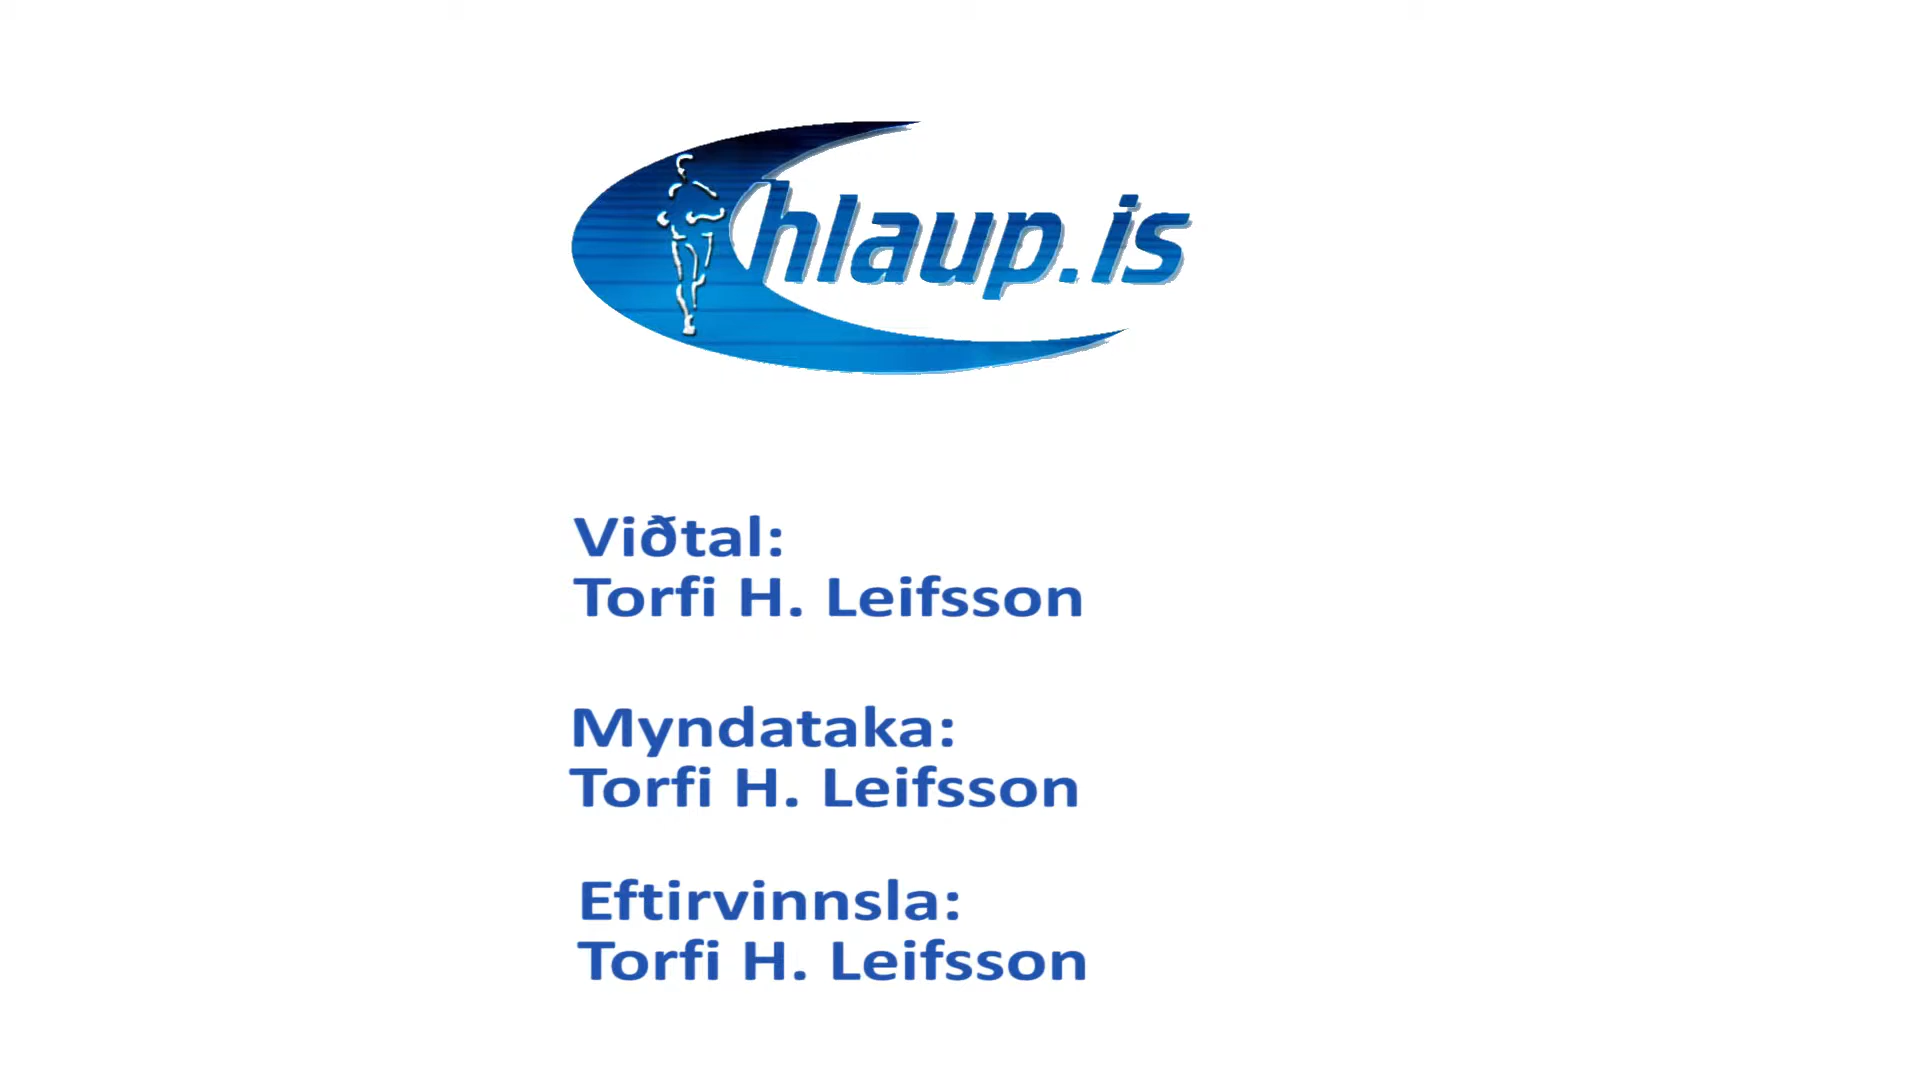 hlaup.is
Viðtal:
Torfi H. Leifsson
Myndataka:
Torfi H. Leifsson
Eftirvinnsla:
Torfi H. Leifsson